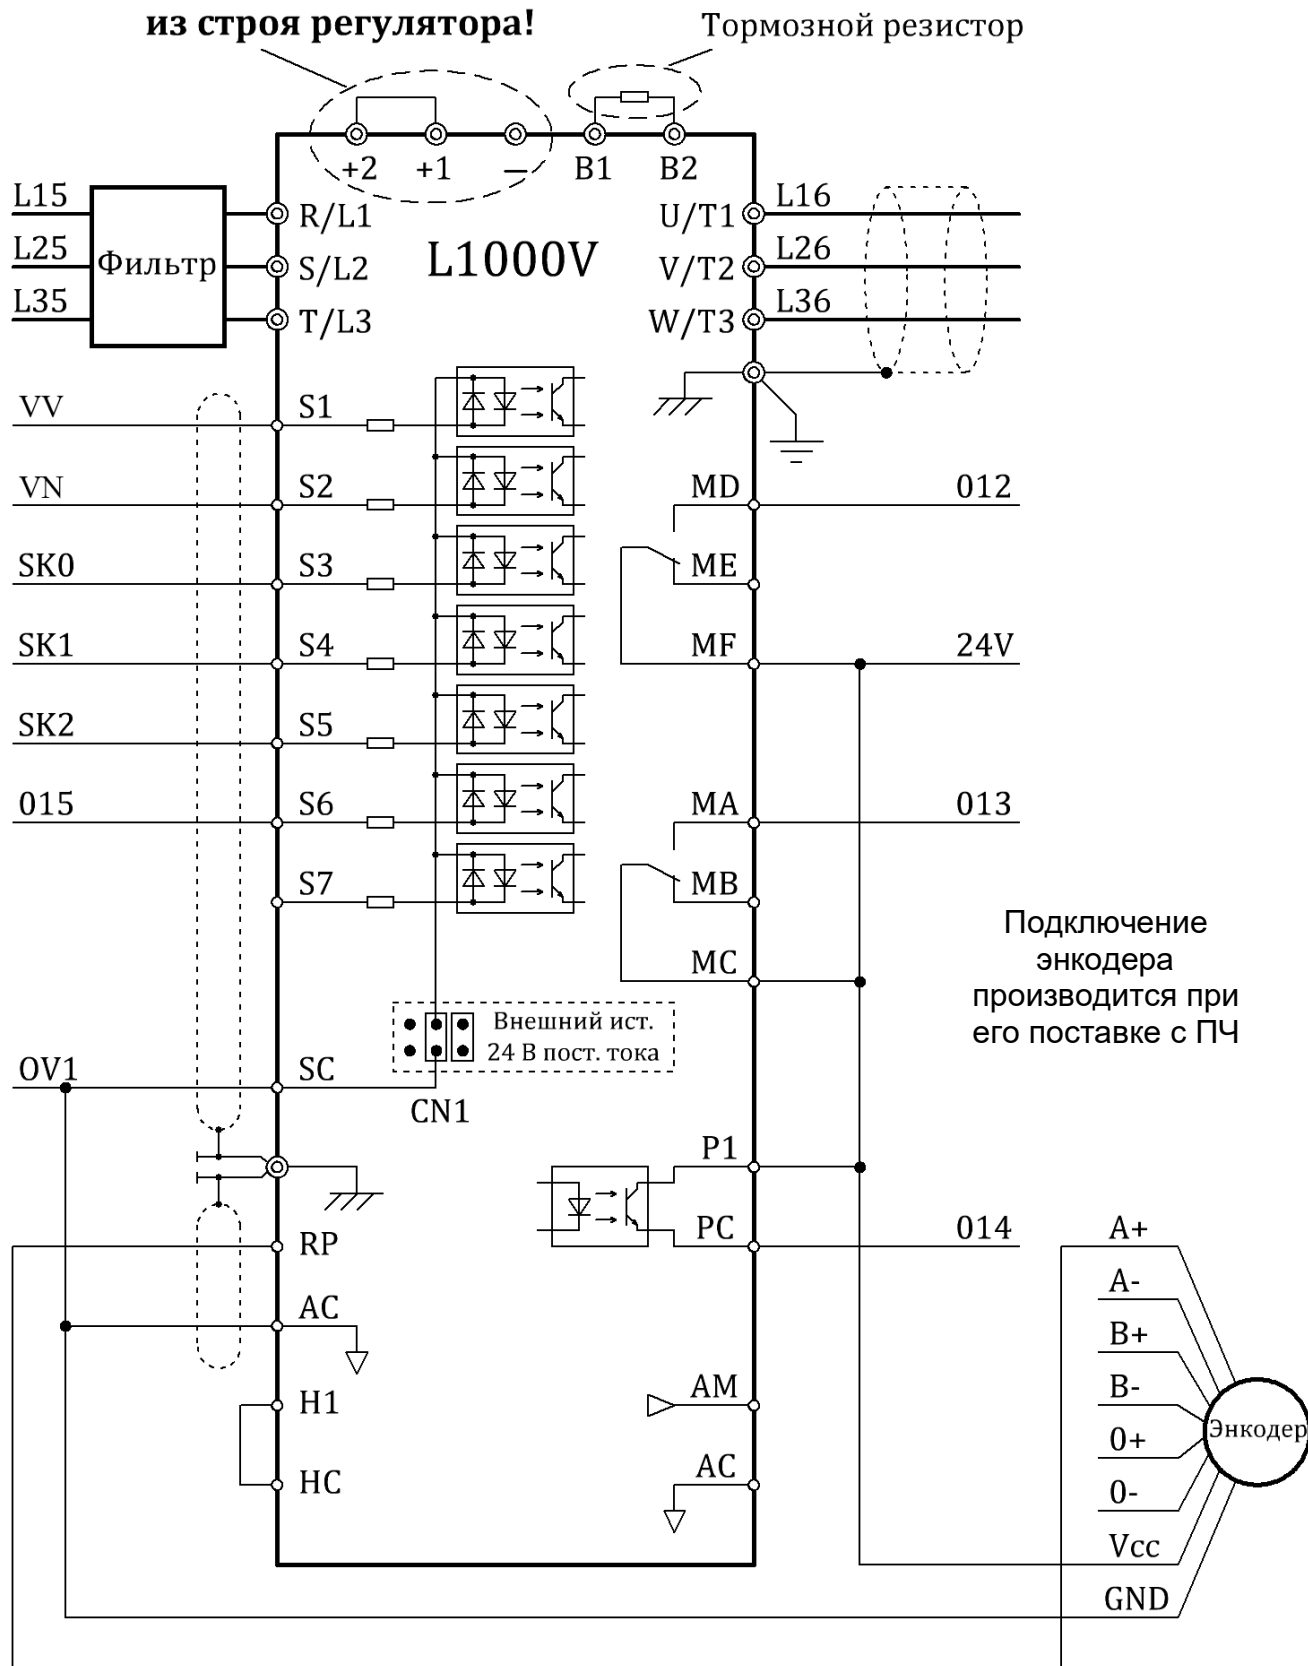 из строя регулятора!
Тормозной резистор
+2
+1
–
B1
B2
L15
L25
L35
Фильтр
R/L1
S/L2
T/L3
L1000V
U/T1
V/T2
W/T3
L16
L26
L36
VV
S1
VN
S2
MD
012
SK0
S3
ME
SK1
S4
MF
24V
SK2
S5
015
S6
MA
013
S7
MB
MC
Подключение
энкодера
производится при
его поставке с ПЧ
Внешний ист.
24 В пост. тока
CN1
OV1
SC
P1
PC
014
RP
AC
H1
HC
AM
AC
A+
A-
B+
B-
0+
0-
Vcc
GND
Энкодер